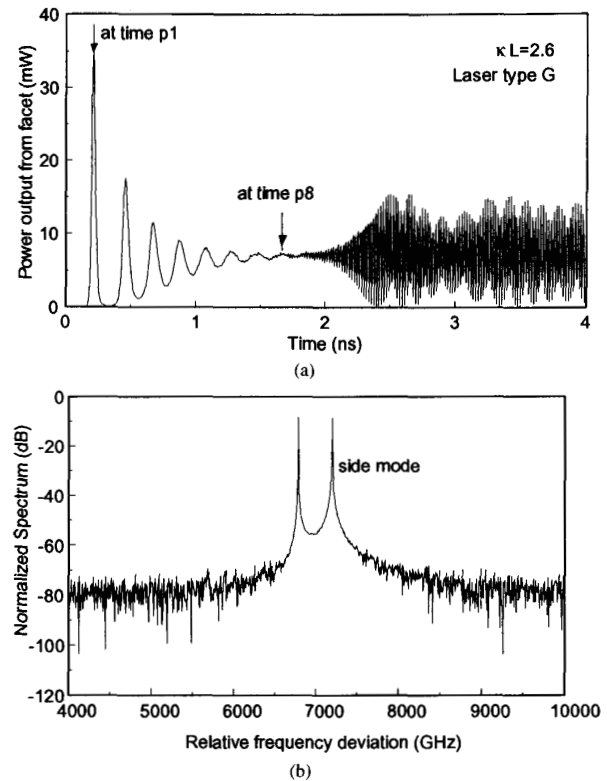 40
at time p1
κ L=2.6
30
Laser type G
Power output from facet (mW)
20
at time p8
10
0
0 1 2 3 4
Time (ns)
(a)
0
-20
side mode
-40
Normalized Spectrum (dB)
-60
-80
-100
-120
4000 5000 6000 7000 8000 9000 10000
Relative frequency deviation (GHz)
(b)